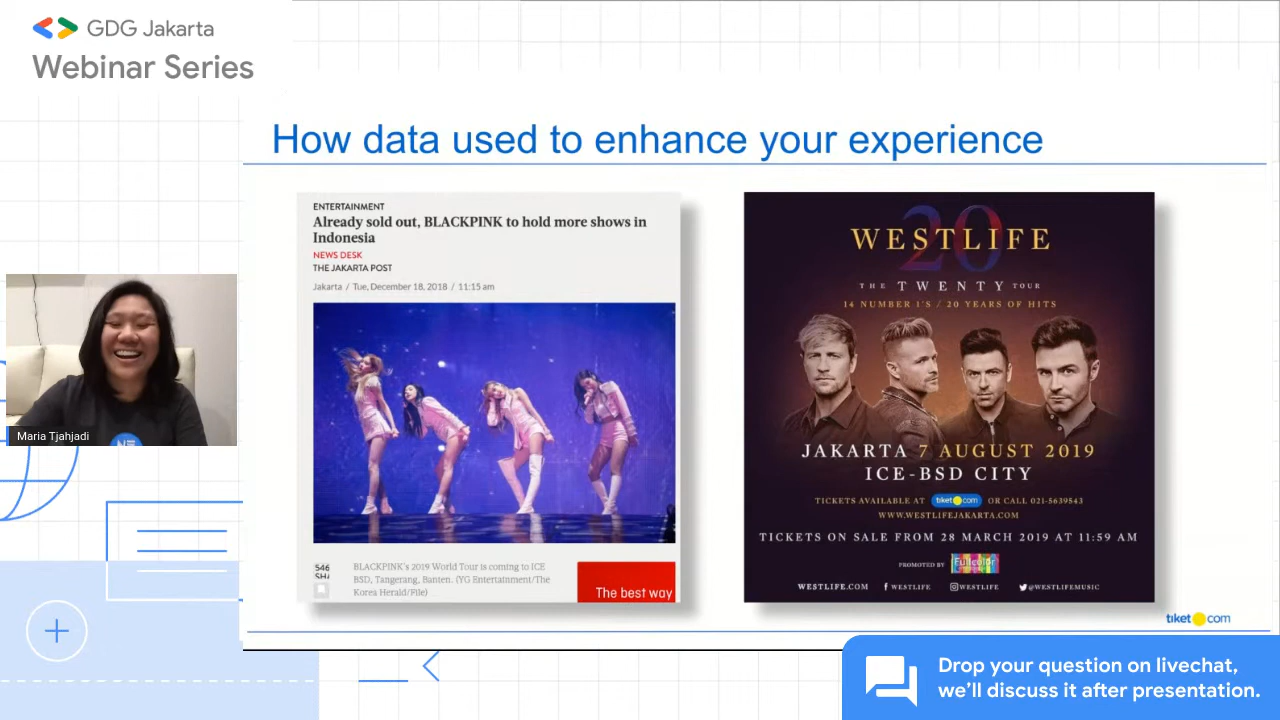 GDG Jakarta
Webinar Series
How data used to enhance your experience
ENTERTAINMENT
Already sold out, BLACKPINK to hold more shows in
Indonesia
NEWS DESK
THE JAKARTA POST
Jakarta / Tue, December 18, 2018 / 11:15 am
546
BLACKPINK's 2019 World Tour is coming to ICE
BSD, Tangerang, Banten. (YG Entertainment/The
Korea Herald/File)
The best way
20
WESTLIFE
THE TWENTY TOUR
14 NUMBER 1'S / 20 YEARS OF HITS
JAKARTA 7 AUGUST 2019
ICE-BSD CITY
TICKETS AVAILABLE AT tiket.com OR CALL 021-5639543
WWW.WESTLIFEJAKARTA.COM
TICKETS ON SALE FROM 28 MARCH 2019 AT 11:59 AM
PROMOTED BY Fullcolor
WESTLIFE.COM WESTLIFE WESTLIFE @WESTLIFEMUSIC
tiket.com
Maria Tjahjadi
Drop your question on livechat,
we'll discuss it after presentation.